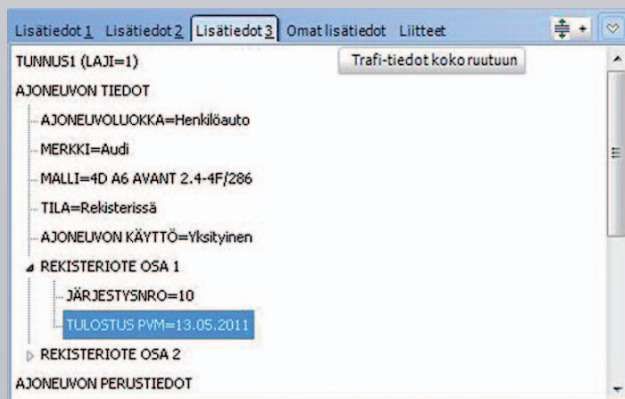 Lisätiedot 1 Lisätiedot 2 Lisätiedot 3 Omat lisätiedot Liitteet
Trafi-tiedot koko ruutuun
TUNNUS1 (LAJI=1)
AJONEUVON TIEDOT
AJONEUVOLUOKKA=Henkilöauto
MERKKI=Audi
MALLI=4D A6 AVANT 2.4-4F/286
TILA=Rekisterissä
AJONEUVON KÄYTTÖ=Yksityinen
REKISTERIOTE OSA 1
JÄRJESTYSNRO=10
TULOSTUS PVM=13.05.2011
REKISTERIOTE OSA 2
AJONEUVON PERUSTIEDOT